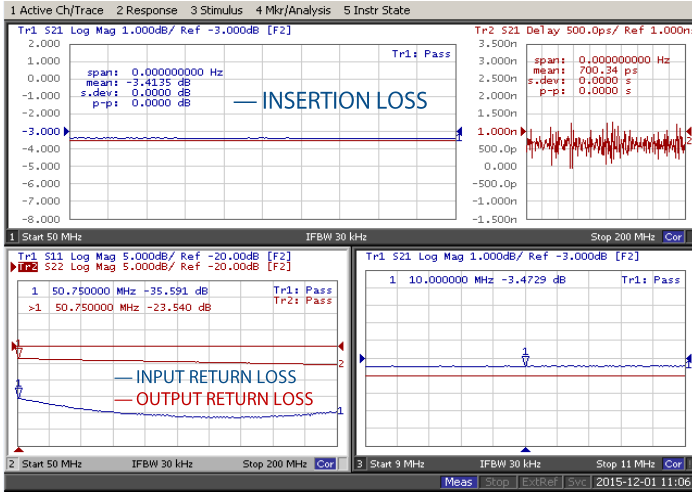 1 Active Ch/Trace 2 Response 3 Stimulus 4 Mkr/Analysis 5 Instr State
Tr1 S21 Log Mag 1.000dB/ Ref -3.000dB [F2]
2.000
1.000
0.000
-1.000
-2.000
-3.000
-4.000
-5.000
-6.000
-7.000
-8.000
Tr1: Pass
span: 0.000000000 Hz
mean: -3.4135 dB
s.dev: 0.0000 dB
p-p: 0.0000 dB
INSERTION LOSS
1
Tr2 S21 Delay 500.0ps/ Ref 1.000n
3.500n
3.000n
2.500n
2.000n
1.500n
1.000n
500.0p
0.000
-500.0p
-1.000n
-1.500n
span: 0.000000000 Hz
mean: 700.34 ps
s.dev: 0.0000 s
p-p: 0.0000 s
2
1 Start 50 MHz IFBW 30 kHz Stop 200 MHz Cor
Tr1 S11 Log Mag 5.000dB/ Ref -20.00dB [F2]
Tr2 S22 Log Mag 5.000dB/ Ref -20.00dB [F2]
1 50.750000 MHz -35.591 dB
>1 50.750000 MHz -23.540 dB
Tr1: Pass
Tr2: Pass
1
2
INPUT RETURN LOSS
OUTPUT RETURN LOSS
1
1
2 Start 50 MHz IFBW 30 kHz Stop 200 MHz Cor
Tr1 S21 Log Mag 1.000dB/ Ref -3.000dB [F2]
1 10.000000 MHz -3.4729 dB
Tr1: Pass
1
1
3 Start 9 MHz IFBW 30 kHz Stop 11 MHz Cor
Meas Stop ExtRef Svc 2015-12-01 11:06